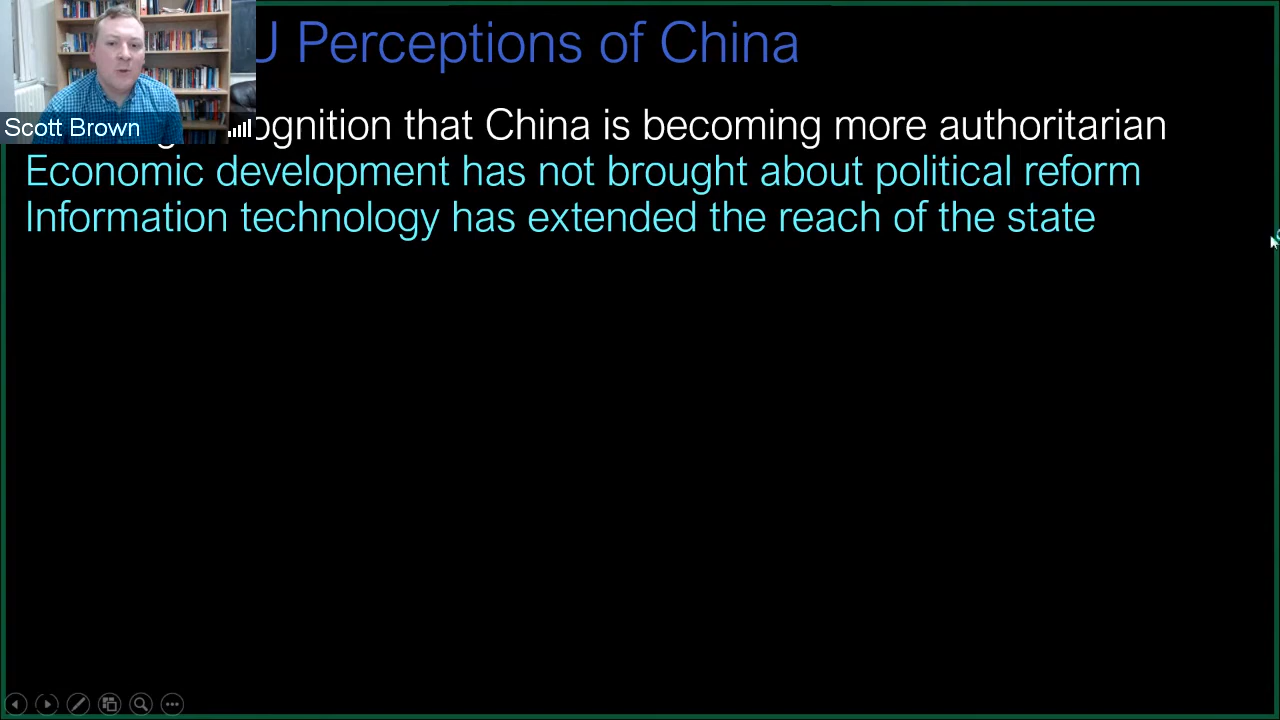 U Perceptions of China
Scott Brown
ognition that China is becoming more authoritarian
Economic development has not brought about political reform
Information technology has extended the reach of the state